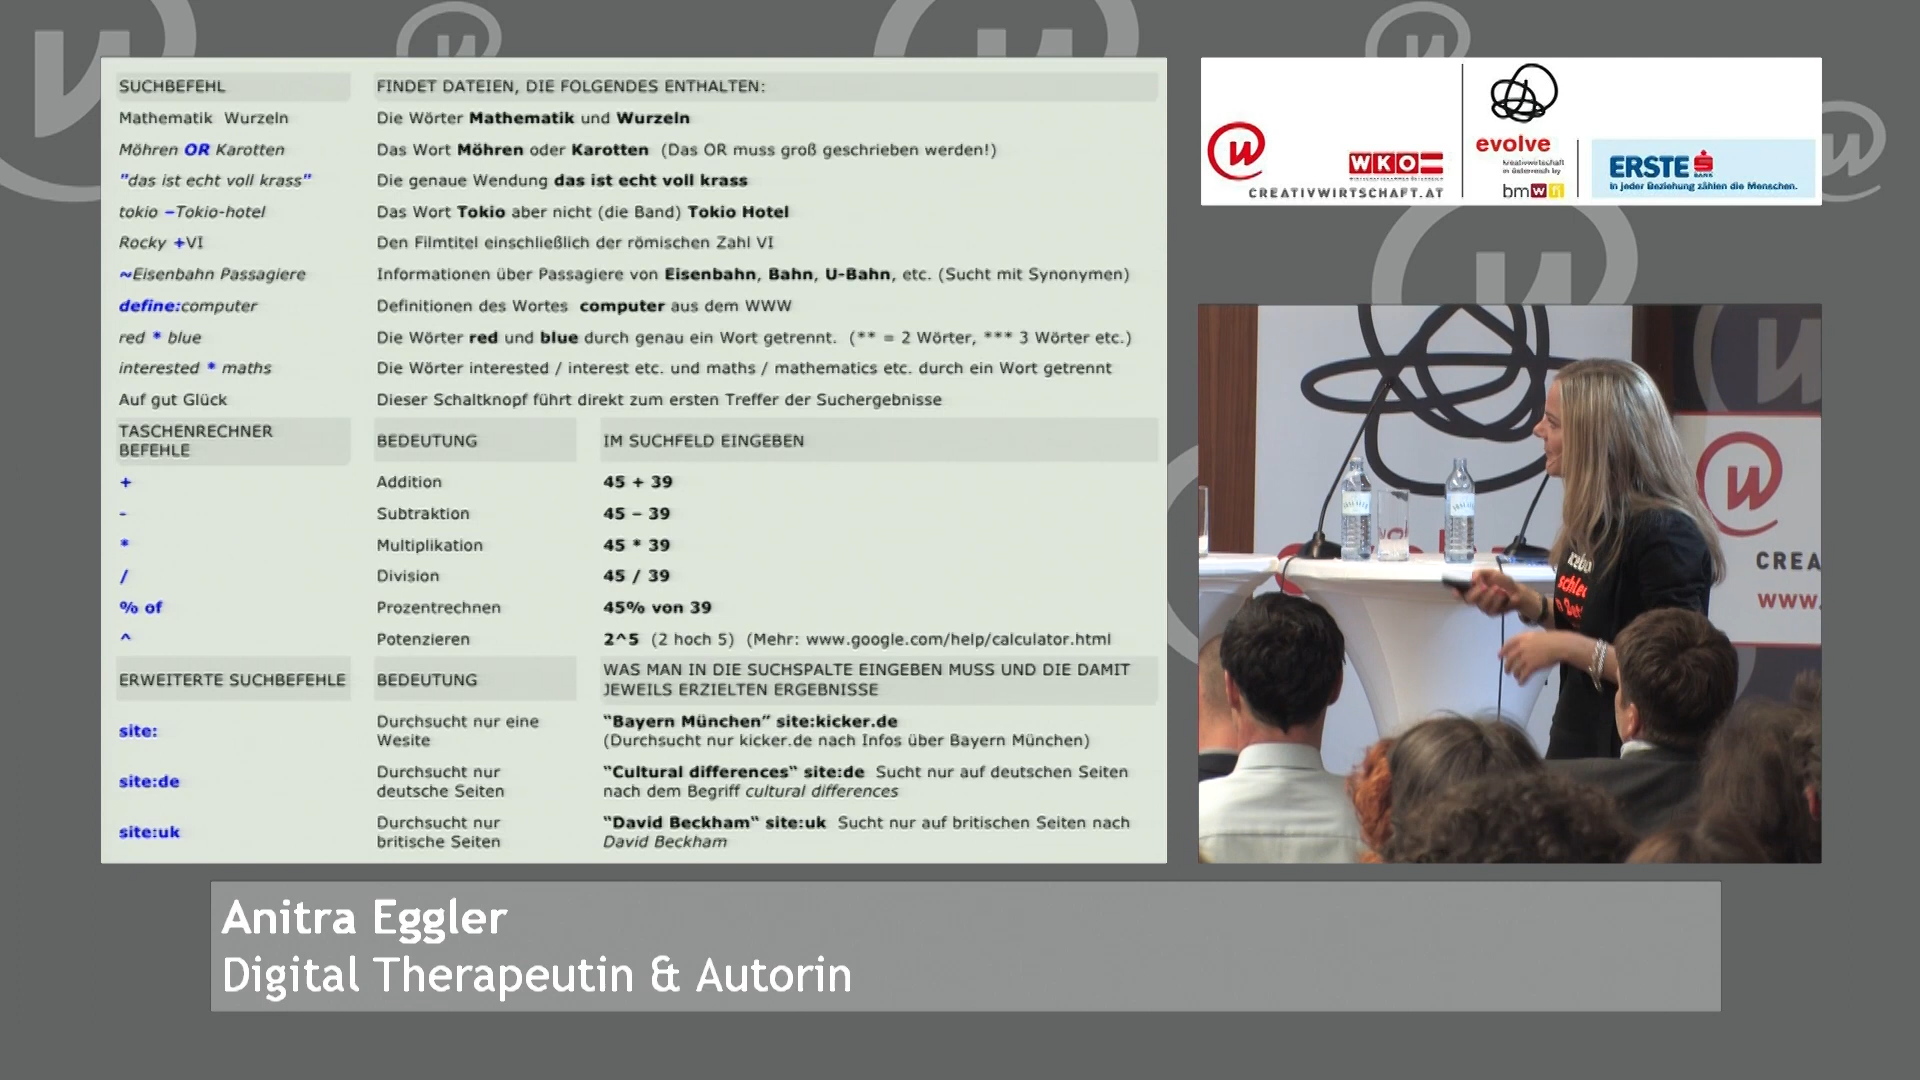 SUCHBEFEHL FINDET DATEIEN, DIE FOLGENDES ENTHALTEN:
Mathematik Wurzeln Die Wörter Mathematik und Wurzeln
Möhren OR Karotten Das Wort Möhren oder Karotten (Das OR muss groß geschrieben werden!)
"das ist echt voll krass" Die genaue Wendung das ist echt voll krass
tokio –Tokio-hotel Das Wort Tokio aber nicht (die Band) Tokio Hotel
Rocky +VI Den Filmtitel einschließlich der römischen Zahl VI
~Eisenbahn Passagiere Informationen über Passagiere von Eisenbahn, Bahn, U-Bahn, etc. (Sucht mit Synonymen)
define:computer Definitionen des Wortes computer aus dem WWW
red * blue Die Wörter red und blue durch genau ein Wort getrennt. (** = 2 Wörter, *** 3 Wörter etc.)
interested * maths Die Wörter interested / interest etc. und maths / mathematics etc. durch ein Wort getrennt
Auf gut Glück Dieser Schaltknopf führt direkt zum ersten Treffer der Suchergebnisse
TASCHENRECHNER
BEFEHLE
BEDEUTUNG
IM SUCHFELD EINGEBEN
+ Addition 45 + 39
- Subtraktion 45 – 39
* Multiplikation 45 * 39
/ Division 45 / 39
% of Prozentrechnen 45% von 39
^ Potenzieren 2^5 (2 hoch 5) (Mehr: www.google.com/help/calculator.html
ERWEITERTE SUCHBEFEHLE
BEDEUTUNG
WAS MAN IN DIE SUCHSPALTE EINGEBEN MUSS UND DIE DAMIT
JEWEILS ERZIELTEN ERGEBNISSE
site:
Durchsucht nur eine
Wesite
"Bayern München" site:kicker.de
(Durchsucht nur kicker.de nach Infos über Bayern München)
site:de
Durchsucht nur
deutsche Seiten
"Cultural differences" site:de Sucht nur auf deutschen Seiten
nach dem Begriff cultural differences
site:uk
Durchsucht nur
britische Seiten
"David Beckham" site:uk Sucht nur auf britischen Seiten nach
David Beckham
WKO
CREATIVWIRTSCHAFT.AT
evolve
kreativwirtschaft
in österreich by
bmwfj
ERSTE
BANK
In jeder Beziehung zählen die Menschen.
CREA
www.
Anitra Eggler
Digital Therapeutin & Autorin